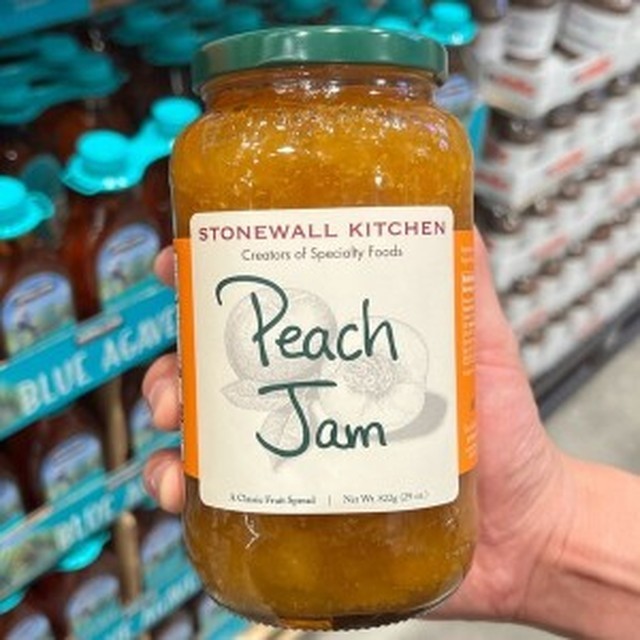 STONEWALL KITCHEN
Creators of Specialty Foods
Peach
Jam
A Classic Fruit Spread | Net Wt. 822g (29 oz.)
BLUE AGAVE
BLUE